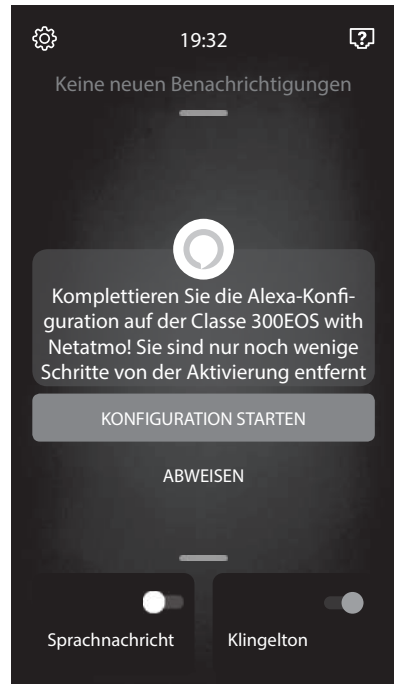 19:32
Keine neuen Benachrichtigungen
Komplettieren Sie die Alexa-Konfi-
guration auf der Classe 300EOS with
Netatmo! Sie sind nur noch wenige
Schritte von der Aktivierung entfernt
KONFIGURATION STARTEN
ABWEISEN
Sprachnachricht Klingelton